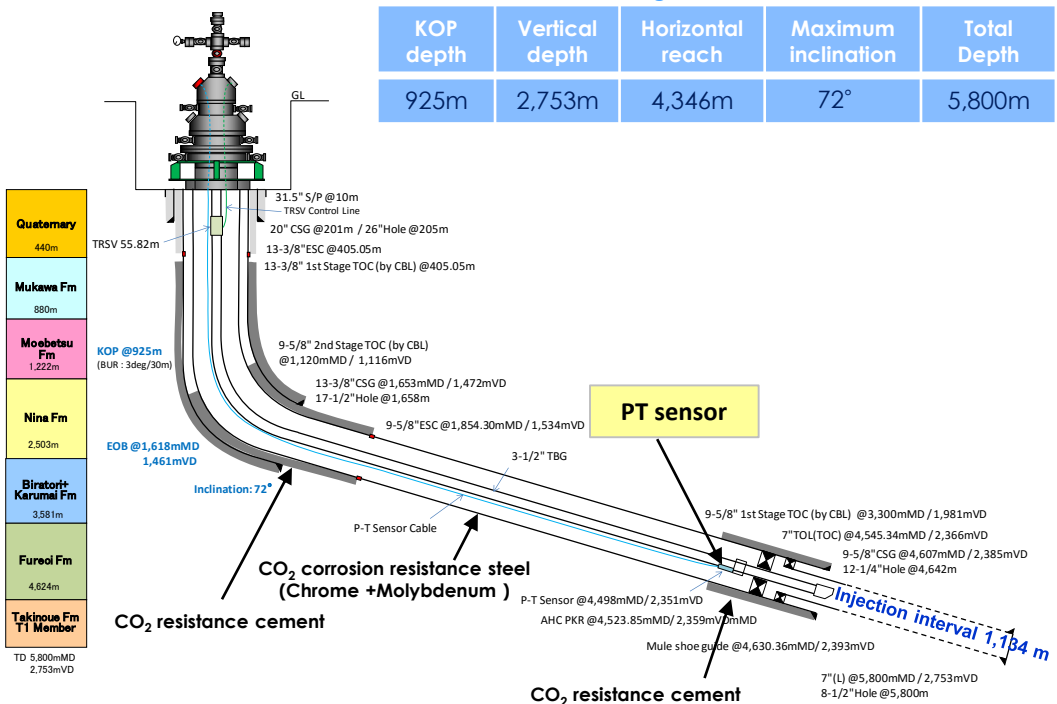 KOP depth
Vertical depth
Horizontal reach
Maximum inclination
Total Depth
925m
2,753m
4,346m
72°
5,800m
GL
31.5" S/P @10m
TRSV Control Line
20" CSG @201m / 26"Hole @205m
TRSV 55.82m
13-3/8"ESC @405.05m
13-3/8" 1st Stage TOC (by CBL) @405.05m
Quaternary
440m
Mukawa Fm
880m
Moebetsu
Fm
1,222m
Nina Fm
2,503m
Biratori+
Karumai Fm
3,581m
Fureoi Fm
4,624m
Takinoue Fm
T1 Member
TD 5,800mMD
2,753mVD
KOP @925m
(BUR : 3deg/30m)
9-5/8" 2nd Stage TOC (by CBL)
@1,120mMD / 1,116mVD
13-3/8"CSG @1,653mMD / 1,472mVD
17-1/2"Hole @1,658m
9-5/8"ESC @1,854.30mMD / 1,534mVD
PT sensor
EOB @1,618mMD
1,461mVD
Inclination: 72°
3-1/2" TBG
P-T Sensor Cable
9-5/8" 1st Stage TOC (by CBL) @3,300mMD / 1,981mVD
7"TOL(TOC) @4,545.34mMD / 2,366mVD
9-5/8"CSG @4,607mMD / 2,385mVD
12-1/4"Hole @4,642m
CO₂ corrosion resistance steel
(Chrome +Molybdenum )
CO₂ resistance cement
P-T Sensor @4,498mMD/ 2,351mVD
AHC PKR @4,523.85mMD/ 2,359mVDmMD
Injection interval 1,134 m
Mule shoe guide @4,630.36mMD/ 2,393mVD
7"(L) @5,800mMD / 2,753mVD
8-1/2"Hole @5,800m
CO₂ resistance cement